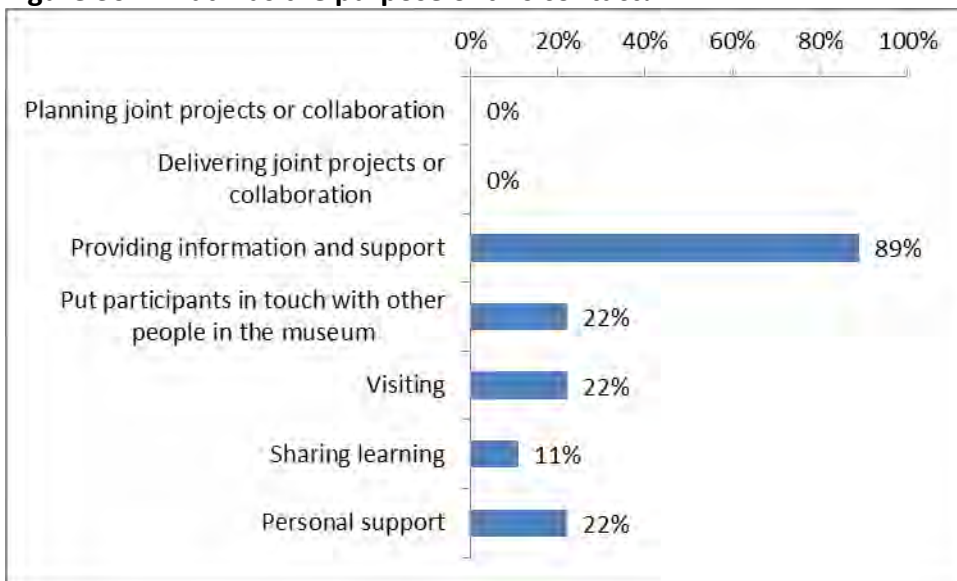 0% 20% 40% 60% 80% 100%
Planning joint projects or collaboration 0%
Delivering joint projects or
collaboration 0%
Providing information and support 89%
Put participants in touch with other
people in the museum 22%
Visiting 22%
Sharing learning 11%
Personal support 22%